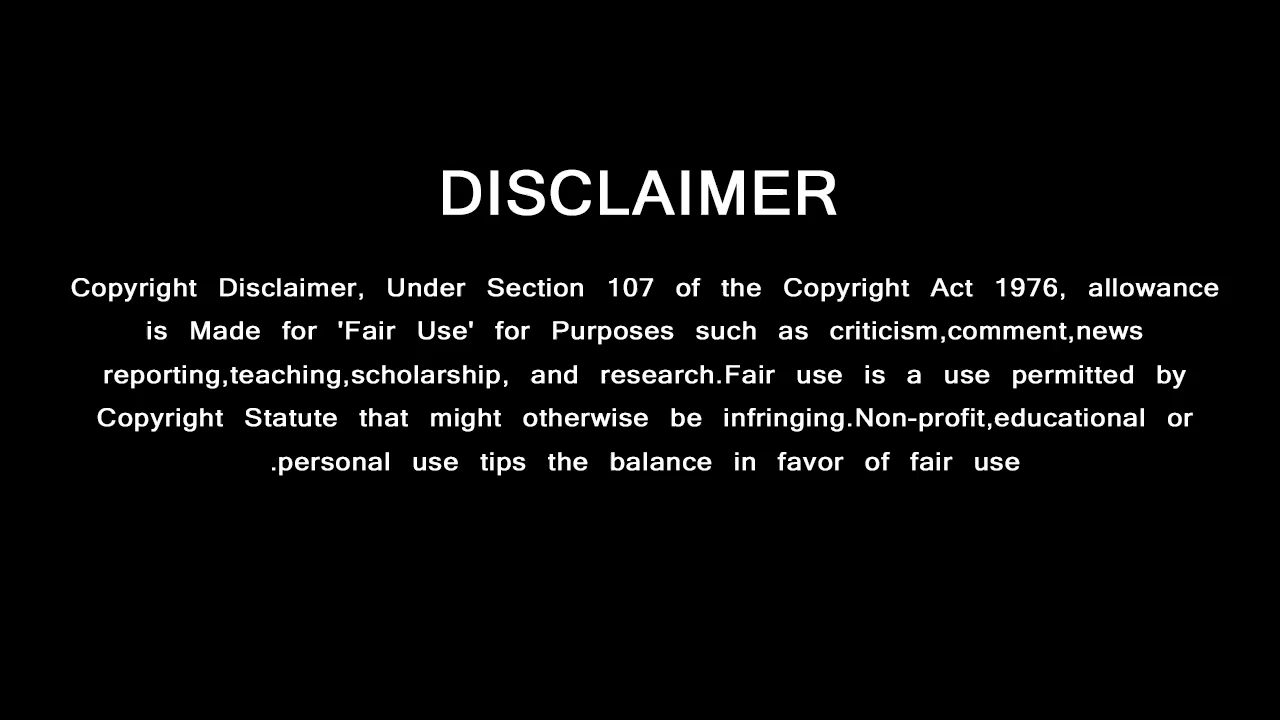 DISCLAIMER
Copyright Disclaimer, Under Section 107 of the Copyright Act 1976, allowance
is Made for 'Fair Use' for Purposes such as criticism,comment,news
reporting,teaching,scholarship, and research.Fair use is a use permitted by
Copyright Statute that might otherwise be infringing.Non-profit,educational or
.personal use tips the balance in favor of fair use